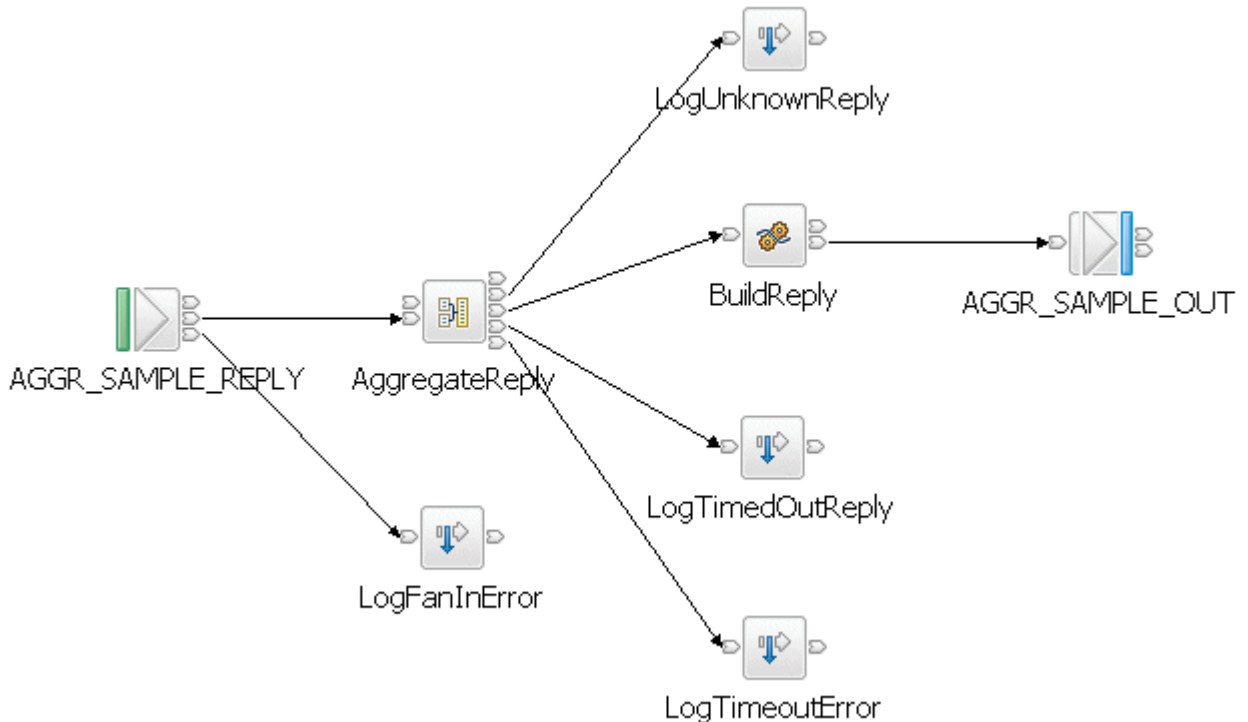 LogUnknownReply
BuildReply
AGGR_SAMPLE_OUT
AGGR_SAMPLE_REPLY
AggregateReply
LogTimedOutReply
LogFanInError
LogTimeoutError